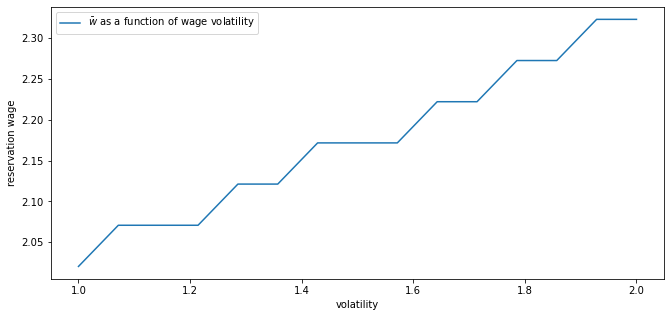 w̄ as a function of wage volatility
reservation wage
2.30
2.25
2.20
2.15
2.10
2.05
1.0 1.2 1.4 1.6 1.8 2.0
volatility